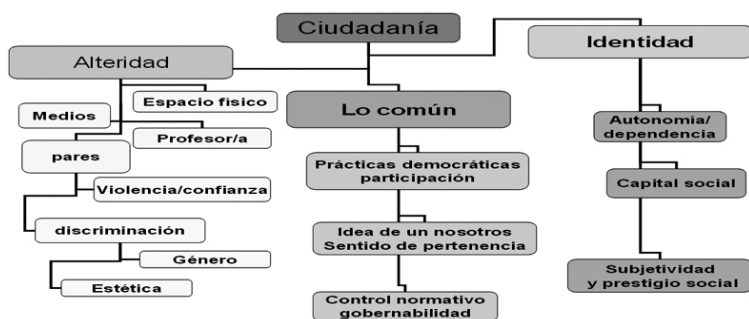 Ciudadanía
Alteridad
Espacio físico
Medios
Profesor/a
pares
Violencia/confianza
discriminación
Género
Estética
Lo común
Prácticas democráticas
participación
Idea de un nosotros
Sentido de pertenencia
Control normativo
gobernabilidad
Identidad
Autonomia/
dependencia
Capital social
Subjetividad
y prestigio social